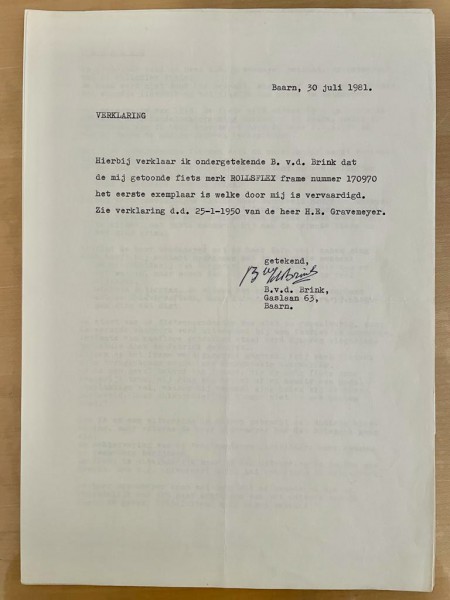 Baarn, 30 juli 1981.
VERKLARING
Hierbij verklaar ik ondergetekende B. v.d. Brink dat
de mij getoonde fiets merk ROLLSFLEX frame nummer 170970
het eerste exemplaar is welke door mij is vervaardigd.
Zie verklaring d.d. 25-1-1950 van de heer H.E. Gravemeyer.
getekend,
B.v.d. Brink,
Gaslaan 63,
Baarn.